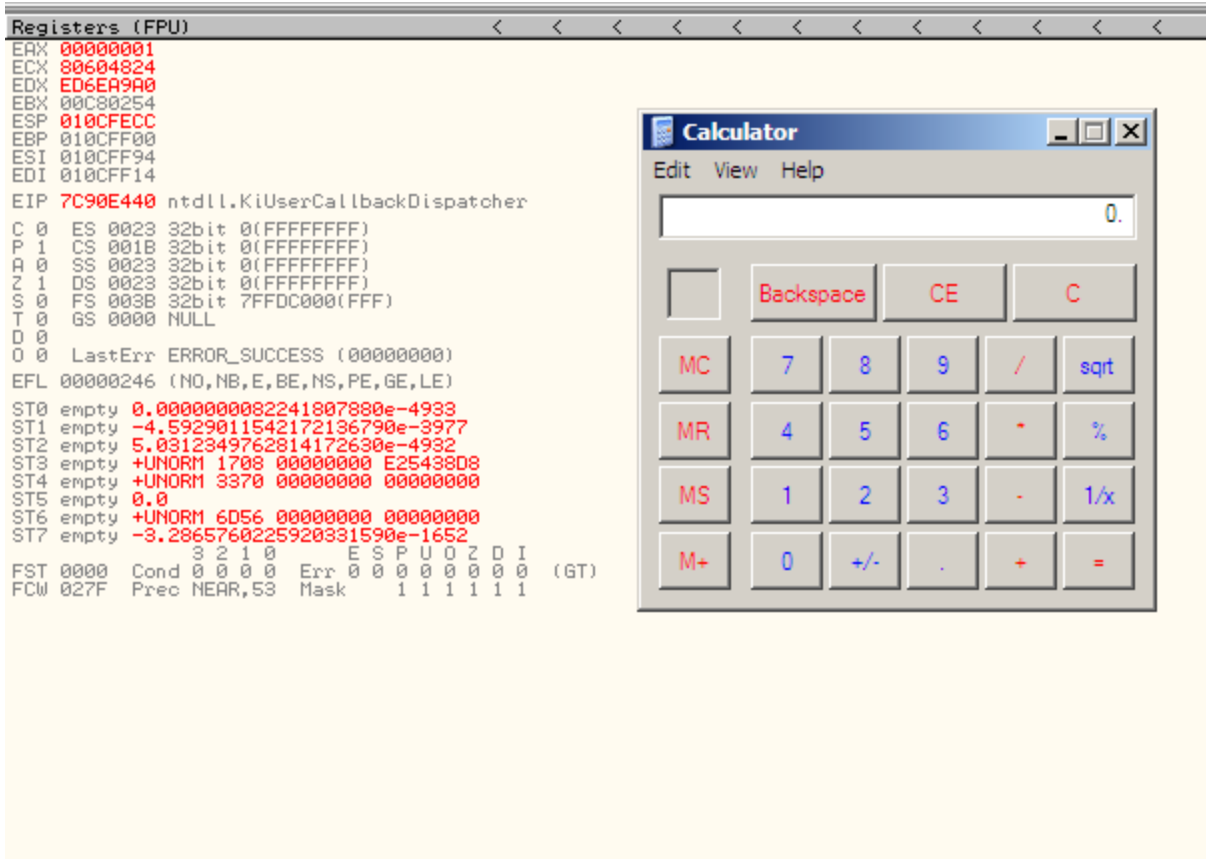 Registers (FPU) < < < < < < < < < < < <
EAX 00000001
ECX 80604824
EDX ED6EA9A0
EBX 00C80254
ESP 010CFECC
EBP 010CFF00
ESI 010CFF94
EDI 010CFF14
EIP 7C90E440 ntdll.KiUserCallbackDispatcher
C 0 ES 0023 32bit 0(FFFFFFFF)
P 1 CS 001B 32bit 0(FFFFFFFF)
A 0 SS 0023 32bit 0(FFFFFFFF)
Z 1 DS 0023 32bit 0(FFFFFFFF)
S 0 FS 003B 32bit 7FFDC000(FFF)
T 0 GS 0000 NULL
D 0
O 0 LastErr ERROR_SUCCESS (00000000)
EFL 00000246 (NO,NB,E,BE,NS,PE,GE,LE)
ST0 empty 0.0000000082241807880e-4933
ST1 empty -4.5929011542172136790e-3977
ST2 empty 5.0312349762814172630e-4932
ST3 empty +UNORM 1708 00000000 E25438D8
ST4 empty +UNORM 3370 00000000 00000000
ST5 empty 0.0
ST6 empty +UNORM 6D56 00000000 00000000
ST7 empty -3.2865760225920331590e-1652
3 2 1 0 E S P U O Z D I
FST 0000 Cond 0 0 0 0 Err 0 0 0 0 0 0 0 0 (GT)
FCW 027F Prec NEAR,53 Mask 1 1 1 1 1 1
Calculator
Edit View Help
0.
Backspace CE C
MC 7 8 9 / sqrt
MR 4 5 6 * %
MS 1 2 3 - 1/x
M+ 0 +/- . + =